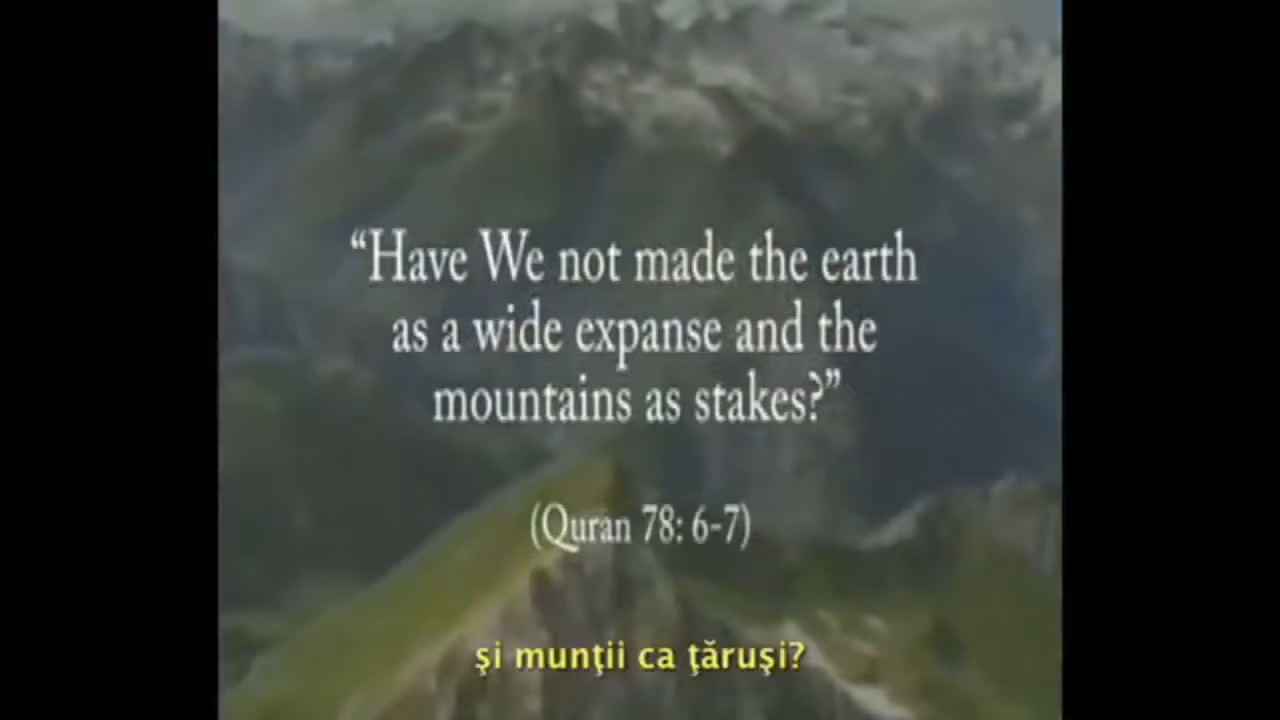 “Have We not made the earth
as a wide expanse and the
mountains as stakes?”
(Quran 78: 6-7)
şi munţii ca ţăruşi?